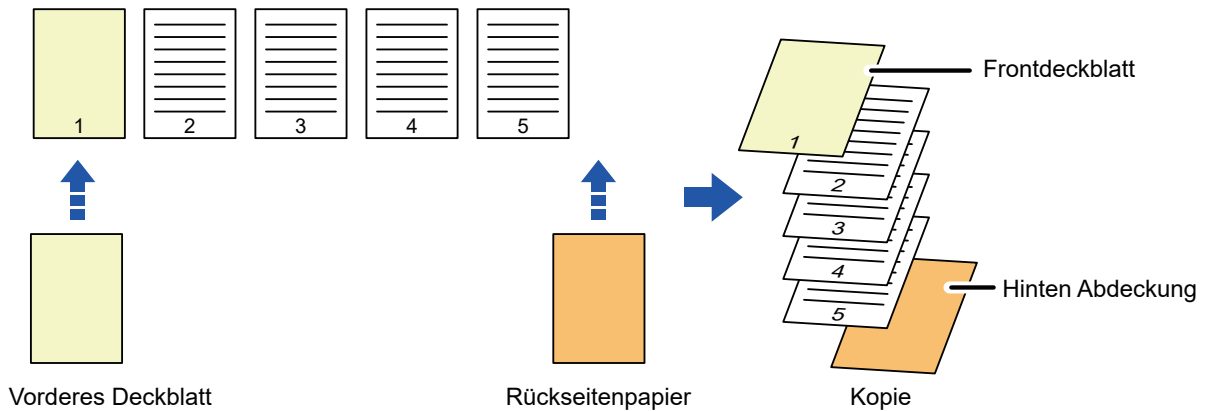 1 2 3 4 5
Frontdeckblatt
1
2
3
4
5
Hinten Abdeckung
Vorderes Deckblatt Rückseitenpapier Kopie